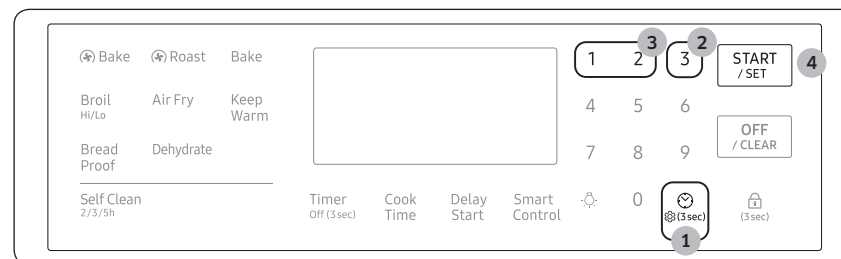 Bake Roast Bake
1 2 3
3 2
START
/ SET
4
Broil
Hi/Lo
Air Fry
Keep
Warm
4 5 6
Bread
Proof
Dehydrate
7 8 9
OFF
/ CLEAR
Self Clean
2/3/5h
Timer
Off (3 sec)
Cook
Time
Delay
Start
Smart
Control
0
(3 sec)
(3 sec)
1